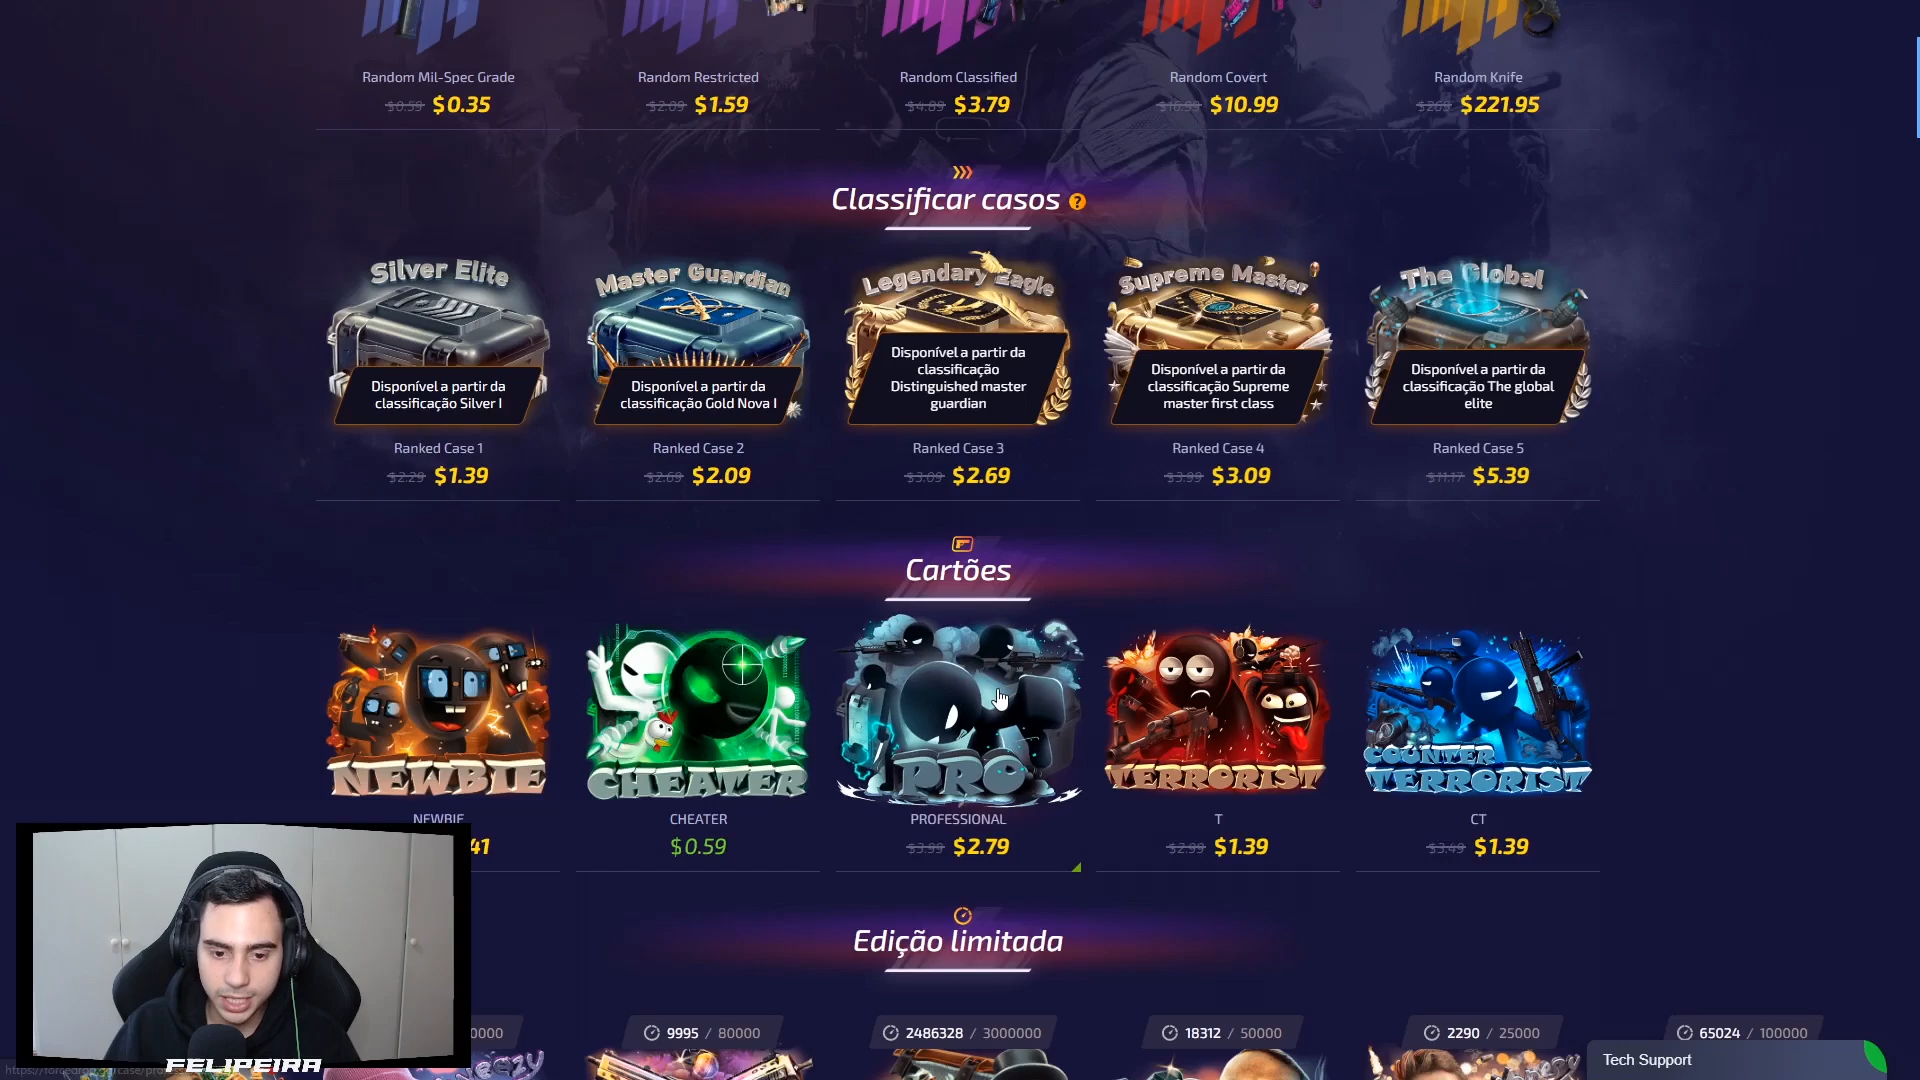 Random Mil-Spec Grade
$0.59 $0.35
Random Restricted
$2.09 $1.59
Random Classified
$4.89 $3.79
Random Covert
$10.99
Random Knife
$269 $221.95
Classificar casos ?
Silver Elite
Disponível a partir da
classificação Silver I
Ranked Case 1
$2.29 $1.39
Master Guardian
Disponível a partir da
classificação Gold Nova I
Ranked Case 2
$2.69 $2.09
Legendary Eagle
Disponível a partir da
classificação
Distinguished master
guardian
Ranked Case 3
$3.09 $2.69
Supreme Master
Disponível a partir da
classificação Supreme
master first class
Ranked Case 4
$3.99 $3.09
The Global
Disponível a partir da
classificação The global
elite
Ranked Case 5
$11.17 $5.39
Cartões
NEWBIE
NEWBIE
41
CHEATER
CHEATER
$0.59
PRO
PROFESSIONAL
$3.99 $2.79
TERRORIST
T
$2.99 $1.39
COUNTER
TERRORIST
CT
$3.49 $1.39
Edição limitada
0000
9995 / 80000
2486328 / 3000000
18312 / 50000
2290 / 25000
65024 / 100000
FELIPEIRA
Tech Support